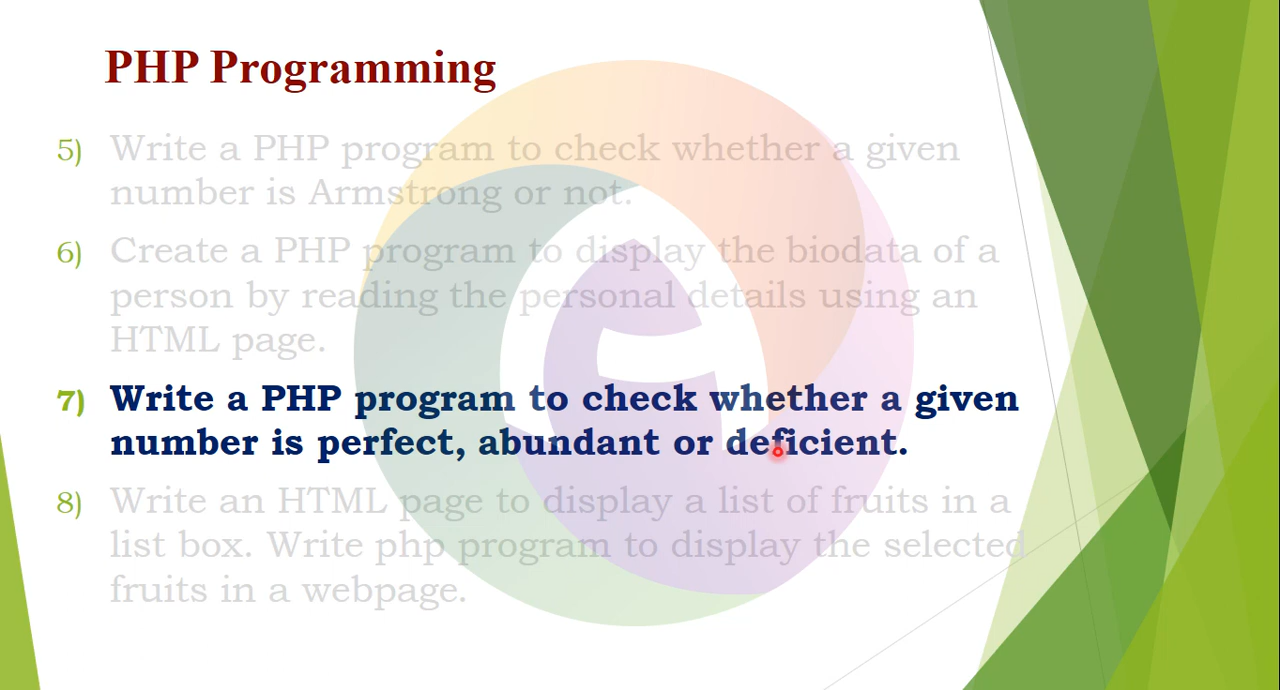 PHP Programming
5) Write a PHP program to check whether a given
number is Armstrong or not.
6) Create a PHP program to display the biodata of a
person by reading the personal details using an
HTML page.
7) Write a PHP program to check whether a given
number is perfect, abundant or deficient.
8) Write an HTML page to display a list of fruits in a
list box. Write php program to display the selected
fruits in a webpage.